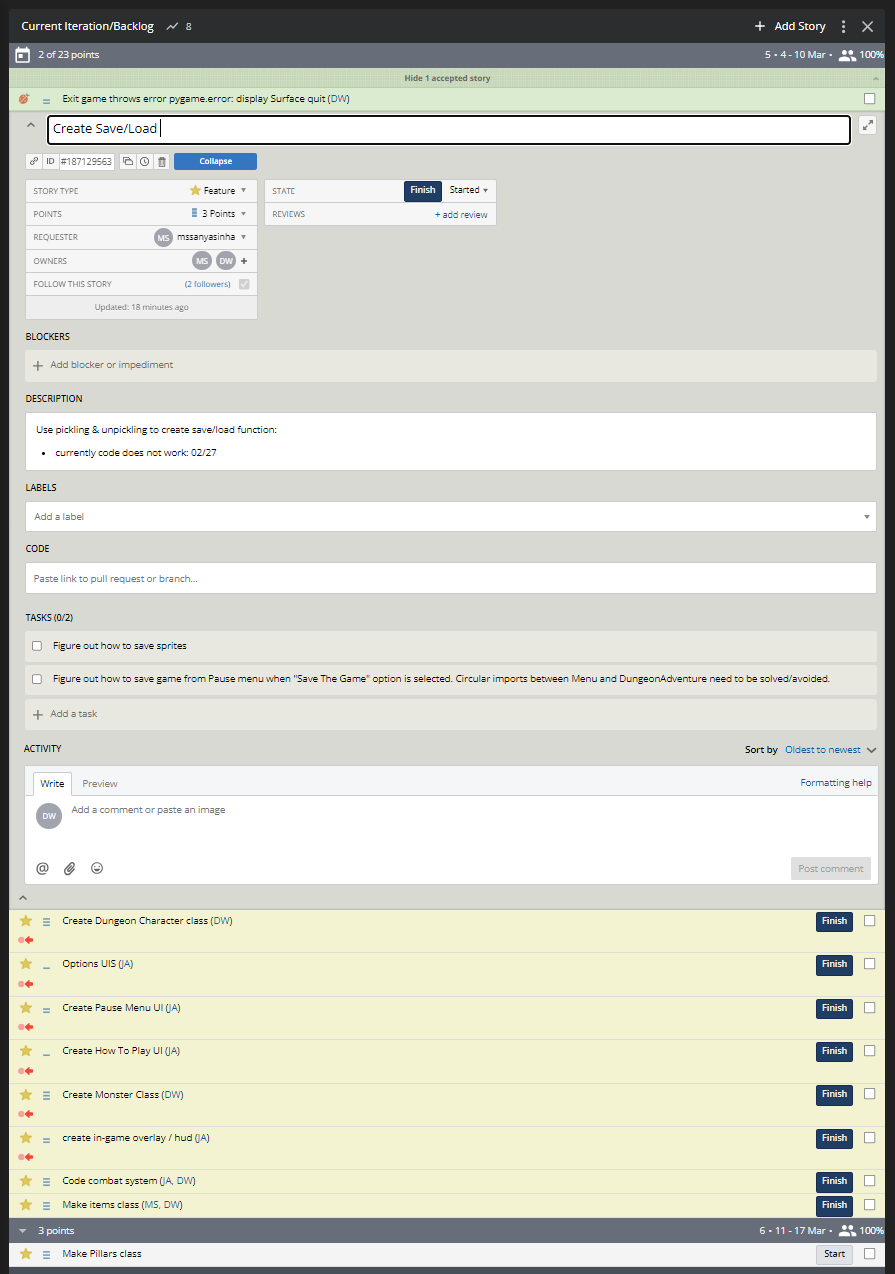 Current Iteration/Backlog 8 + Add Story
2 of 23 points 5 • 4 - 10 Mar • 100%
Hide 1 accepted story
Exit game throws error pygame.error: display Surface quit (DW)
Create Save/Load
ID #187129563 Collapse
STORY TYPE Feature
STATE Finish Started
POINTS 3 Points
REVIEWS + add review
REQUESTER MS mssanyasinha
OWNERS MS DW +
FOLLOW THIS STORY (2 followers)
Updated: 18 minutes ago
BLOCKERS
+ Add blocker or impediment
DESCRIPTION
Use pickling & unpickling to create save/load function:
• currently code does not work: 02/27
LABELS
Add a label
CODE
Paste link to pull request or branch...
TASKS (0/2)
Figure out how to save sprites
Figure out how to save game from Pause menu when "Save The Game" option is selected. Circular imports between Menu and DungeonAdventure need to be solved/avoided.
+ Add a task
ACTIVITY Sort by Oldest to newest
Write Preview Formatting help
DW Add a comment or paste an image
@ Post comment
Create Dungeon Character class (DW) Finish
Options UIS (JA) Finish
Create Pause Menu UI (JA) Finish
Create How To Play UI (JA) Finish
Create Monster Class (DW) Finish
create in-game overlay / hud (JA) Finish
Code combat system (JA, DW) Finish
Make items class (MS, DW) Finish
3 points 6 • 11 - 17 Mar • 100%
Make Pillars class Start